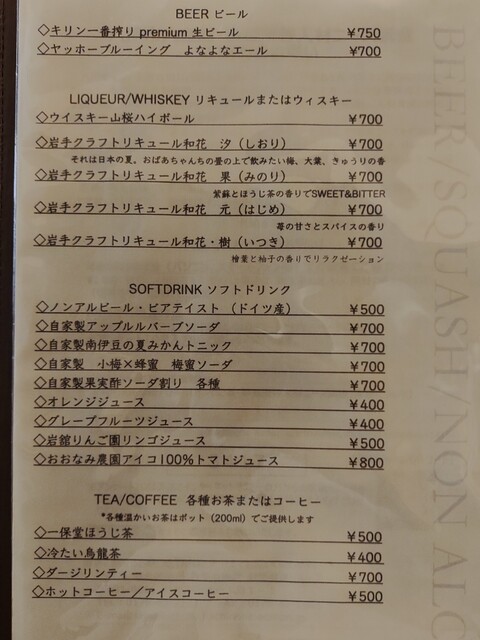 BEER ビール
◇キリン一番搾り premium 生ビール ¥750
◇ヤッホーブルーイング よなよなエール ¥700
LIQUEUR/WHISKEY リキュールまたはウィスキー
◇ウイスキー山桜ハイボール ¥700
◇岩手クラフトリキュール和花 汐(しおり) ¥700
それは日本の夏。おばあちゃんちの畳の上で飲みたい梅、大葉、きゅうりの香
◇岩手クラフトリキュール和花 果(みのり) ¥700
紫蘇とほうじ茶の香りでSWEET&BITTER
◇岩手クラフトリキュール和花 元(はじめ) ¥700
苺の甘さとスパイスの香り
◇岩手クラフトリキュール和花・樹(いつき) ¥700
檜葉と柚子の香りでリラクゼーション
SOFTDRINK ソフトドリンク
◇ノンアルビール・ビアテイスト (ドイツ産) ¥500
◇自家製アップルルバーブソーダ ¥700
◇自家製南伊豆の夏みかんトニック ¥700
◇自家製 小梅×蜂蜜 梅蜜ソーダ ¥700
◇自家製果実酢ソーダ割り 各種 ¥700
◇オレンジジュース ¥400
◇グレープフルーツジュース ¥400
◇岩舘りんご園リンゴジュース ¥500
◇おおなみ農園アイコ100%トマトジュース ¥800
TEA/COFFEE 各種お茶またはコーヒー
*各種温かいお茶はポット(200ml)でご提供します
◇一保堂ほうじ茶 ¥500
◇冷たい烏龍茶 ¥400
◇ダージリンティー ¥700
◇ホットコーヒー/アイスコーヒー ¥500
BEER/SQUASH/NON ALC